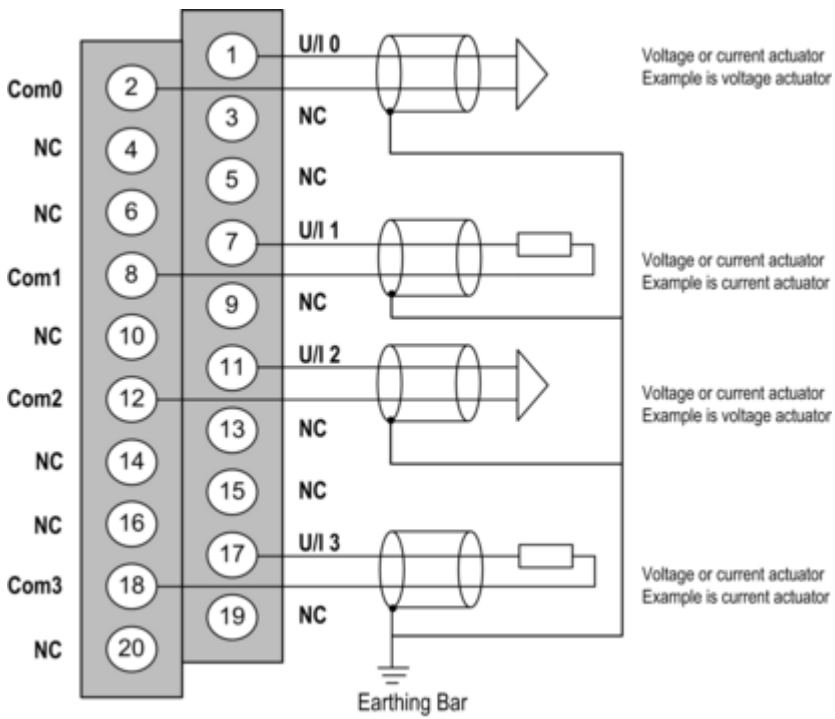 1 U/I 0
Voltage or current actuator
Example is voltage actuator
Com0 2
3 NC
NC 4
5 NC
NC 6
7 U/I 1
Voltage or current actuator
Example is current actuator
Com1 8
9 NC
NC 10
11 U/I 2
Voltage or current actuator
Example is voltage actuator
Com2 12
13 NC
NC 14
15 NC
NC 16
17 U/I 3
Voltage or current actuator
Example is current actuator
Com3 18
19 NC
NC 20
Earthing Bar